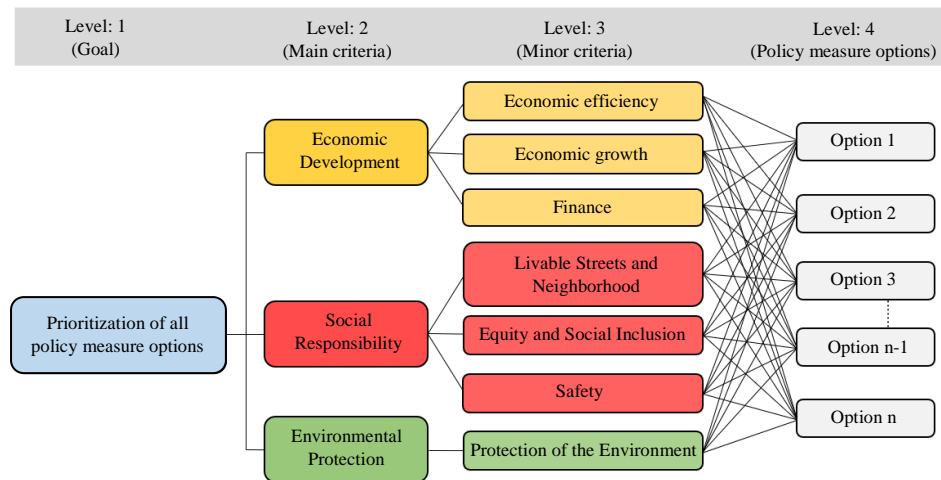 Level: 1
(Goal)
Level: 2
(Main criteria)
Level: 3
(Minor criteria)
Level: 4
(Policy measure options)
Prioritization of all
policy measure options
Economic
Development
Social
Responsibility
Environmental
Protection
Economic efficiency
Economic growth
Finance
Livable Streets and
Neighborhood
Equity and Social Inclusion
Safety
Protection of the Environment
Option 1
Option 2
Option 3
Option n-1
Option n